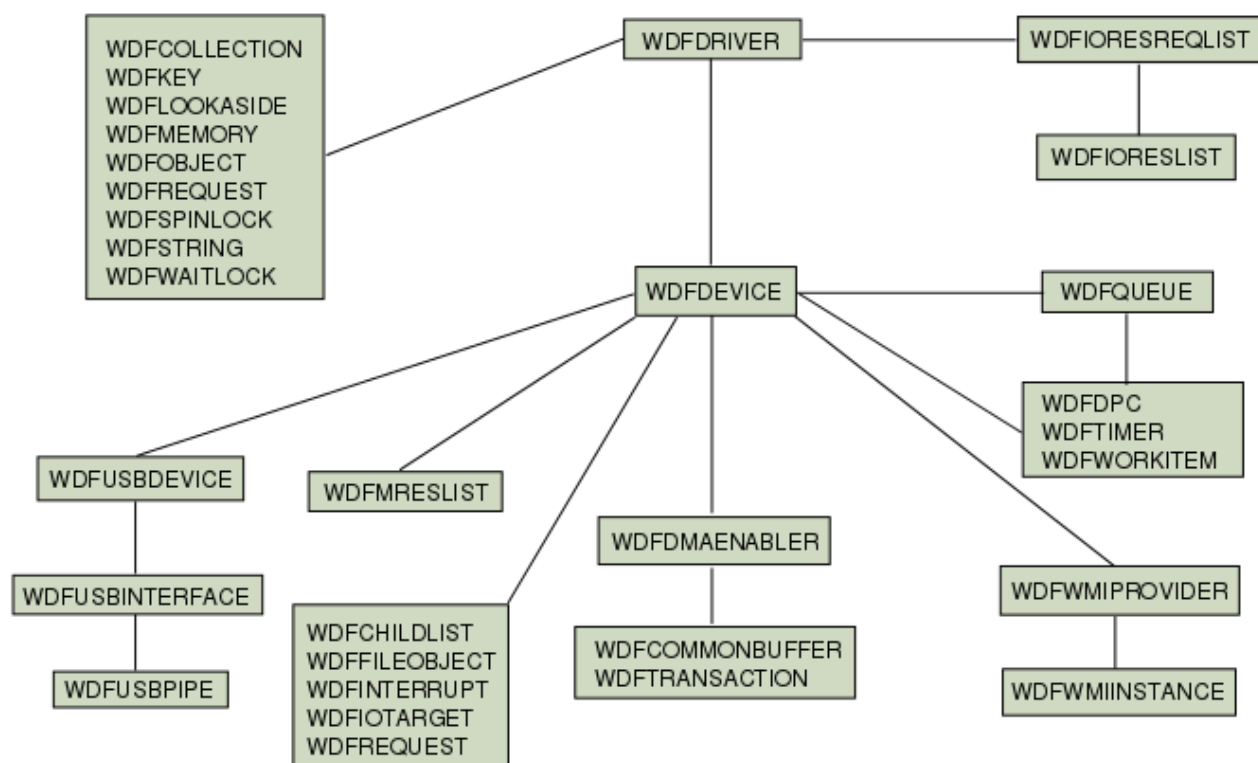 WDFCOLLECTION
WDFKEY
WDFLOOKASIDE
WDFMEMORY
WDFOBJECT
WDFREQUEST
WDFSPINLOCK
WDFSTRING
WDFWAITLOCK
WDFDRIVER
WDFIORESREQLIST
WDFIORESLIST
WDFDEVICE
WDFQUEUE
WDFDPC
WDFTIMER
WDFWORKITEM
WDFUSBDEVICE
WDFMRESLIST
WDFDMAENABLER
WDFUSBINTERFACE
WDFWMIPROVIDER
WDFCHILDLIST
WDFFILEOBJECT
WDFINTERRUPT
WDFIOTARGET
WDFREQUEST
WDFCOMMONBUFFER
WDFTRANSACTION
WDFUSBPIPE
WDFWMIINSTANCE